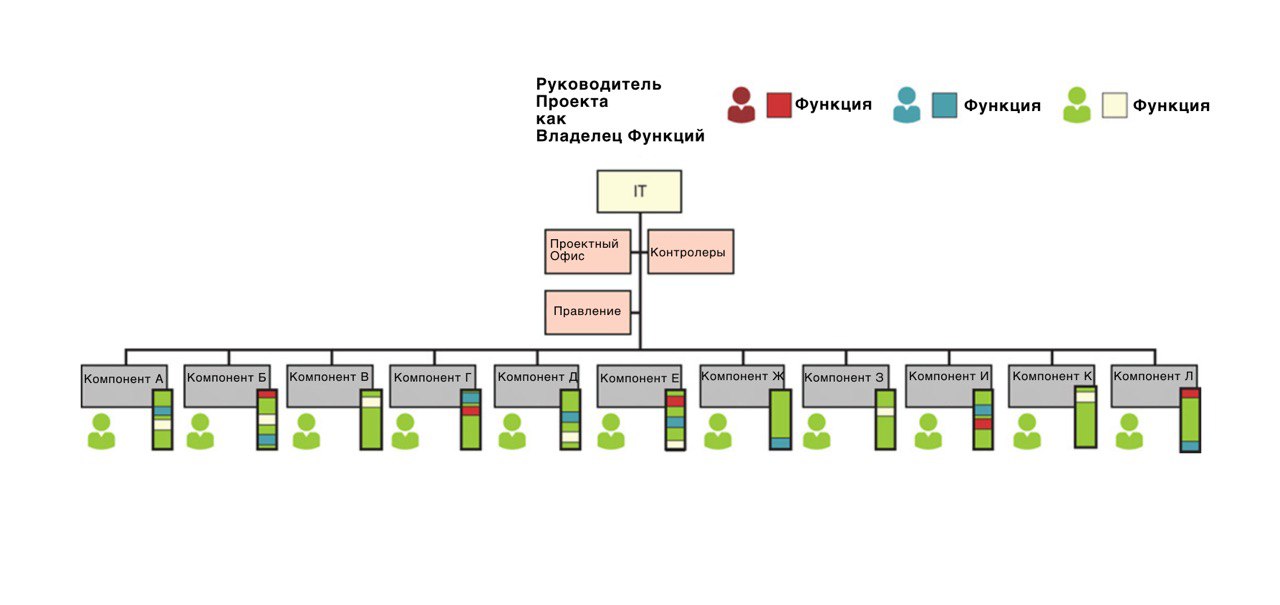 Руководитель
Проекта
как
Владелец Функций
Функция
Функция
Функция
IT
Проектный
Офис
Контролеры
Правление
Компонент А
Компонент Б
Компонент В
Компонент Г
Компонент Д
Компонент Е
Компонент Ж
Компонент З
Компонент И
Компонент К
Компонент Л